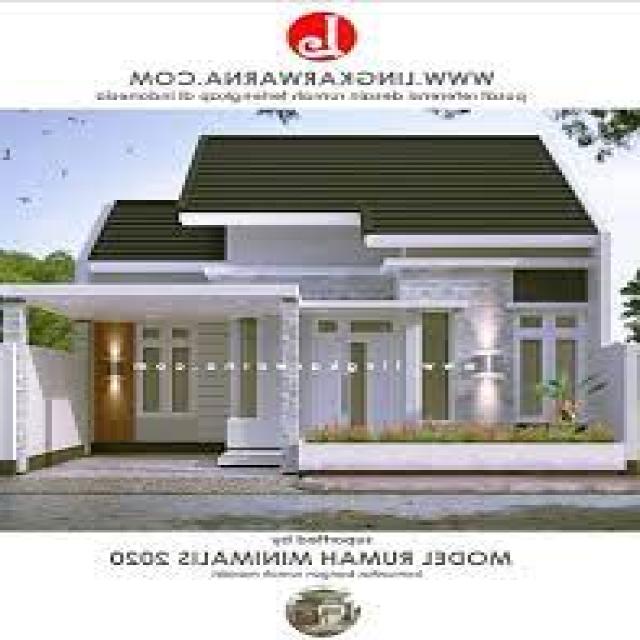 WWW.LINGKARWARNA.COM
pusat referensi desain rumah terlengkap di indonesia
www.lingkarwarna.com
supported by
MODEL RUMAH MINIMALIS 2020